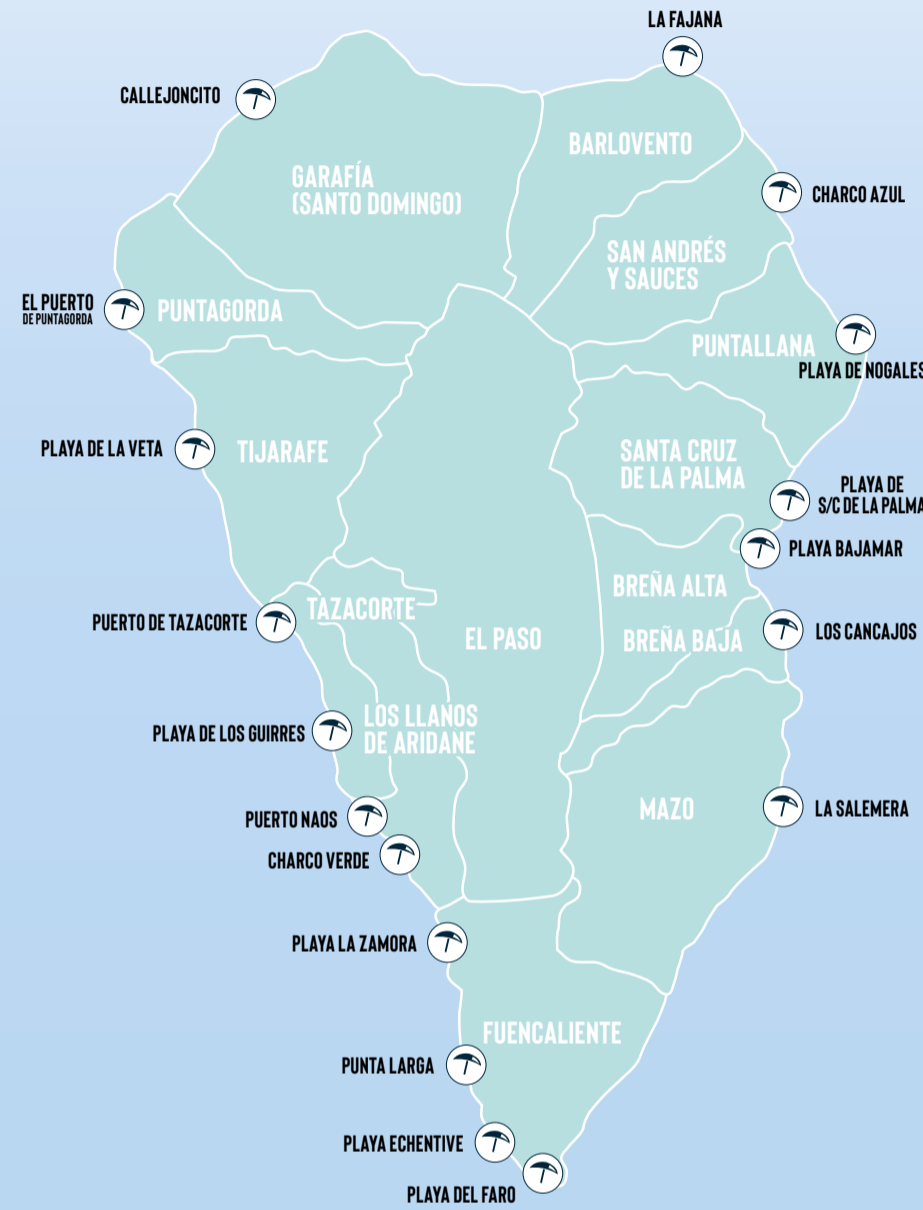 LA FAJANA
CALLEJONCITO
BARLOVENTO
GARAFÍA
(SANTO DOMINGO)
CHARCO AZUL
SAN ANDRÉS
Y SAUCES
EL PUERTO
DE PUNTAGORDA
PUNTAGORDA
PUNTALLANA
PLAYA DE NOGALES
PLAYA DE LA VETA
TIJARAFE
SANTA CRUZ
DE LA PALMA
PLAYA DE
S/C DE LA PALMA
PLAYA BAJAMAR
BREÑA ALTA
PUERTO DE TAZACORTE
TAZACORTE
EL PASO
BREÑA BAJA
LOS CANCAJOS
PLAYA DE LOS GUIRRES
LOS LLANOS
DE ARIDANE
PUERTO NAOS
MAZO
LA SALEMERA
CHARCO VERDE
PLAYA LA ZAMORA
FUENCALIENTE
PUNTA LARGA
PLAYA ECHENTIVE
PLAYA DEL FARO